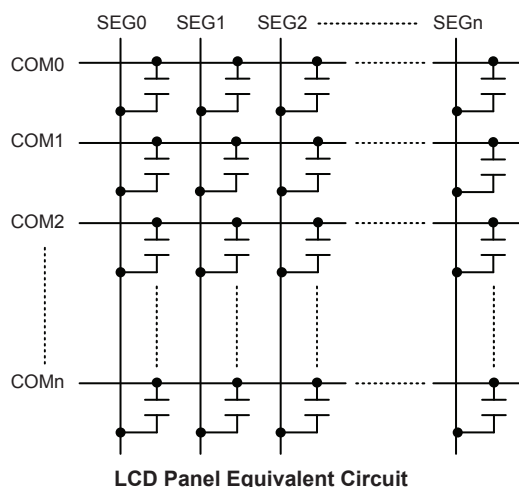 SEG0 SEG1 SEG2 SEGn
COM0
COM1
COM2
COMn
LCD Panel Equivalent Circuit